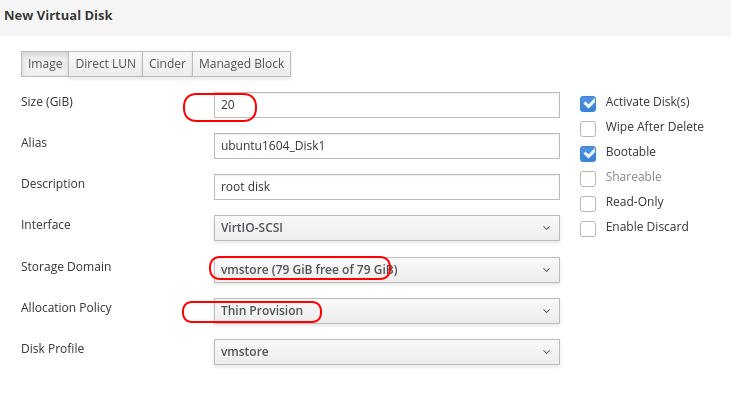 New Virtual Disk
Image Direct LUN Cinder Managed Block
Size (GiB) 20 Activate Disk(s)
Wipe After Delete
Alias ubuntu1604_Disk1 Bootable
Description root disk Shareable
Read-Only
Interface VirtIO-SCSI Enable Discard
Storage Domain vmstore (79 GiB free of 79 GiB)
Allocation Policy Thin Provision
Disk Profile vmstore